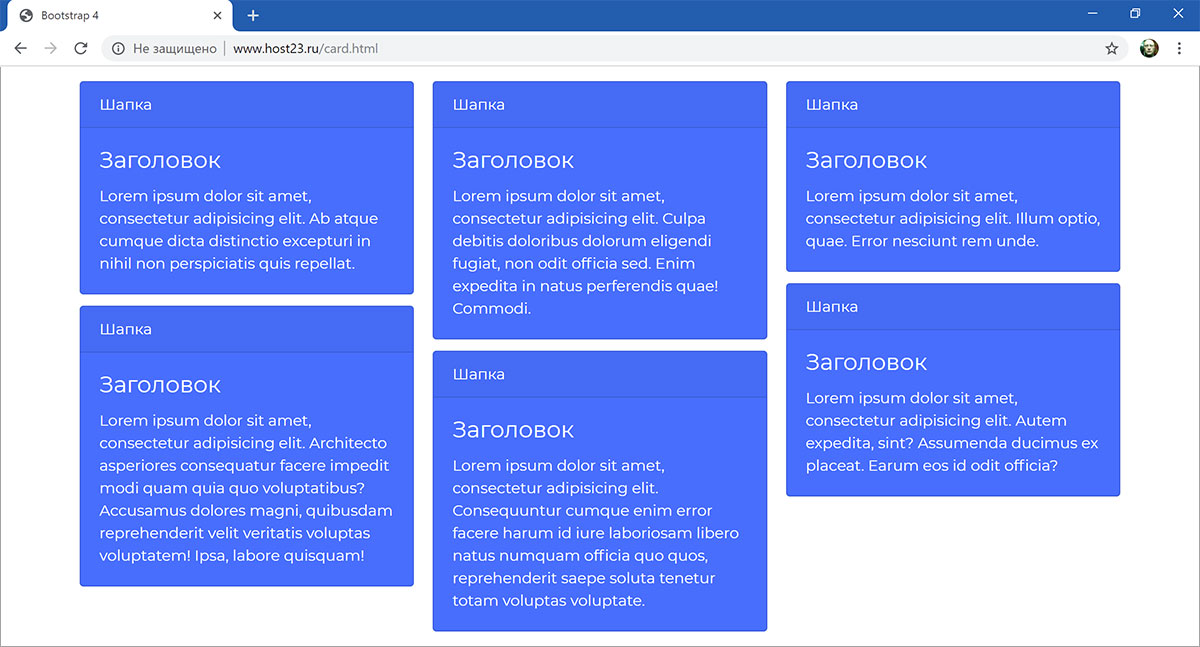 Bootstrap 4
Не защищено | www.host23.ru/card.html
Шапка
Заголовок
Lorem ipsum dolor sit amet,
consectetur adipisicing elit. Ab atque
cumque dicta distinctio excepturi in
nihil non perspiciatis quis repellat.
Шапка
Заголовок
Lorem ipsum dolor sit amet,
consectetur adipisicing elit. Architecto
asperiores consequatur facere impedit
modi quam quia quo voluptatibus?
Accusamus dolores magni, quibusdam
reprehenderit velit veritatis voluptas
voluptatem! Ipsa, labore quisquam!
Шапка
Заголовок
Lorem ipsum dolor sit amet,
consectetur adipisicing elit. Culpa
debitis doloribus dolorum eligendi
fugiat, non odit officia sed. Enim
expedita in natus perferendis quae!
Commodi.
Шапка
Заголовок
Lorem ipsum dolor sit amet,
consectetur adipisicing elit.
Consequuntur cumque enim error
facere harum id iure laboriosam libero
natus numquam officia quo quos,
reprehenderit saepe soluta tenetur
totam voluptas voluptate.
Шапка
Заголовок
Lorem ipsum dolor sit amet,
consectetur adipisicing elit. Illum optio,
quae. Error nesciunt rem unde.
Шапка
Заголовок
Lorem ipsum dolor sit amet,
consectetur adipisicing elit. Autem
expedita, sint? Assumenda ducimus ex
placeat. Earum eos id odit officia?